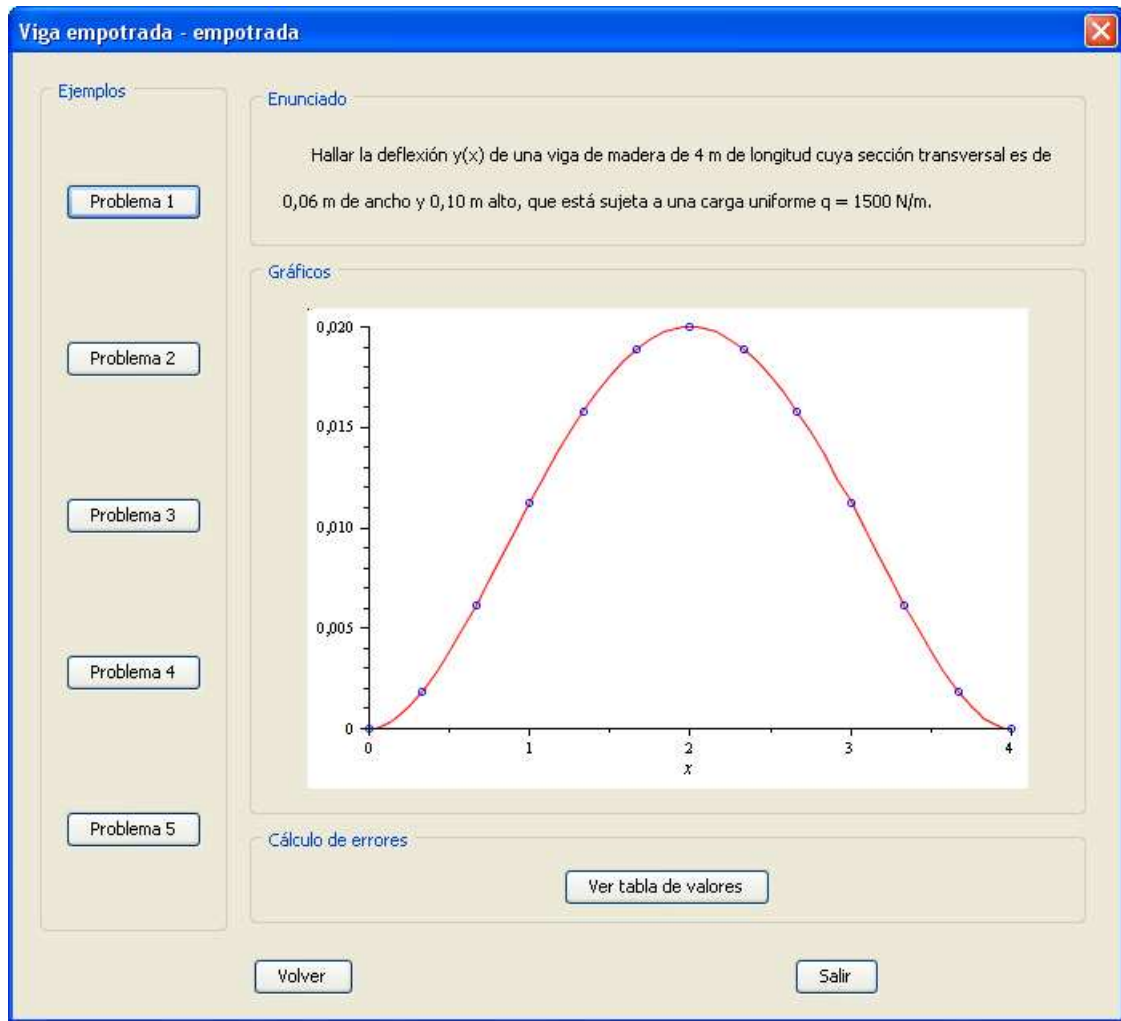 Viga empotrada - empotrada
Ejemplos
Problema 1
Problema 2
Problema 3
Problema 4
Problema 5
Enunciado
Hallar la deflexión y(x) de una viga de madera de 4 m de longitud cuya sección transversal es de
0,06 m de ancho y 0,10 m alto, que está sujeta a una carga uniforme q = 1500 N/m.
Gráficos
0,020
0,015
0,010
0,005
0
0 1 2 3 4
x
Cálculo de errores
Ver tabla de valores
Volver
Salir